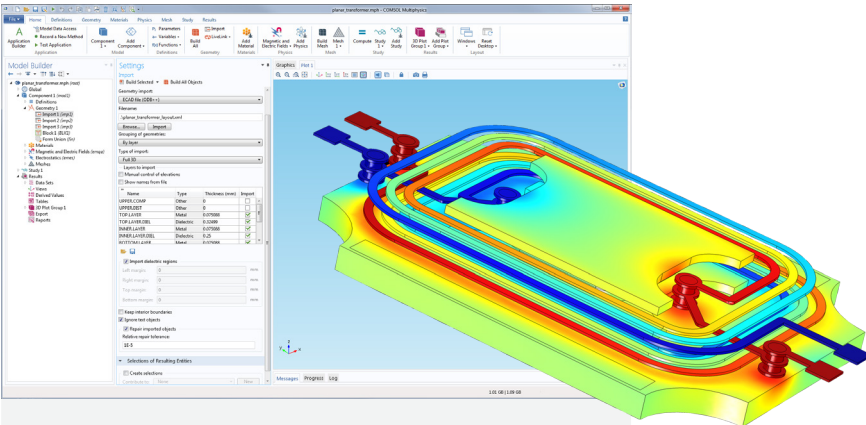 planar_transformer.mph - COMSOL Multiphysics
File Home Definitions Geometry Materials Physics Mesh Study Results
Application Builder
Model Data Access
Record a New Method
Test Application
Application
Component 1
Add Component
Model
Pi Parameters
a= Variables
f(x) Functions
Definitions
Build All
Import
LiveLink
Geometry
Add Material
Materials
Magnetic and Electric Fields
Add Physics
Physics
Build Mesh
Mesh 1
Mesh
Compute
Study 1
Add Study
Study
3D Plot Group 1
Add Plot Group
Results
Windows
Reset Desktop
Layout
Model Builder
planar_transformer.mph (root)
Global
Component 1 (mod1)
Definitions
Geometry 1
Import 1 (imp1)
Import 2 (imp2)
Import 3 (imp3)
Block 1 (BLK1)
Form Union (fin)
Materials
Magnetic and Electric Fields (emqs)
Electrostatics (emes)
Meshes
Study 1
Results
Data Sets
Views
Derived Values
Tables
3D Plot Group 1
Export
Reports
Settings
Import
Build Selected Build All Objects
Geometry import:
ECAD file (ODB++)
Filename:
\planar_transformer_layout.xml
Browse... Import
Grouping of geometries:
By layer
Type of import:
Full 3D
Layers to import
Manual control of elevations
Show names from file
Name Type Thickness (mm) Import
UPPER.COMP Other 0
UPPER.DIST Other 0
TOP.LAYER Metal
TOP.LAYER.DIEL Dielectric
INNER.LAYER Metal
INNER.LAYER.DIEL Dielectric 0.25
BOTTOM.LAYER Metal
Import dielectric regions
Left margin: 0 mm
Right margin: 0 mm
Top margin: 0 mm
Bottom margin: 0 mm
Keep interior boundaries
Ignore text objects
Repair imported objects
Relative repair tolerance:
1E-5
Selections of Resulting Entities
Create selections
Contribute to: None New
Graphics Plot 1
z
y
x
Messages Progress Log
1.01 GB | 1.09 GB